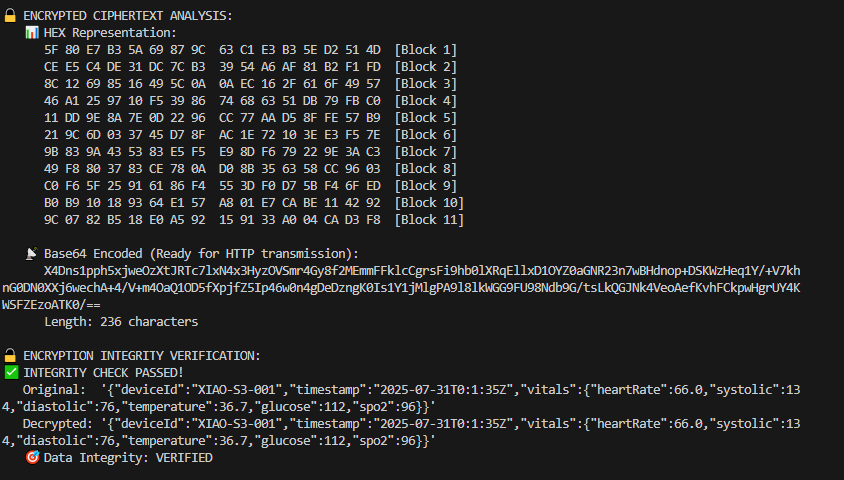 🔒 ENCRYPTED CIPHERTEXT ANALYSIS:
📊 HEX Representation:
5F 80 E7 B3 5A 69 87 9C  63 C1 E3 B3 5E D2 51 4D  [Block 1]
CE E5 C4 DE 31 DC 7C B3  39 54 A6 AF 81 B2 F1 FD  [Block 2]
8C 12 69 85 16 49 5C 0A  0A EC 16 2F 61 6F 49 57  [Block 3]
46 A1 25 97 10 F5 39 86  74 68 63 51 DB 79 FB C0  [Block 4]
11 DD 9E 8A 7E 0D 22 96  CC 77 AA D5 8F FE 57 B9  [Block 5]
21 9C 6D 03 37 45 D7 8F  AC 1E 72 10 3E E3 F5 7E  [Block 6]
9B 83 9A 43 53 83 E5 F5  E9 8D F6 79 22 9E 3A C3  [Block 7]
49 F8 80 37 83 CE 78 0A  D0 8B 35 63 58 CC 96 03  [Block 8]
C0 F6 5F 25 91 61 86 F4  55 3D F0 D7 5B F4 6F ED  [Block 9]
B0 B9 10 18 93 64 E1 57  A8 01 E7 CA BE 11 42 92  [Block 10]
9C 07 82 B5 18 E0 A5 92  15 91 33 A0 04 CA D3 F8  [Block 11]
📡 Base64 Encoded (Ready for HTTP transmission):
X4Dns1pph5xjweOzXtJRTc7lxN4x3HyzOVSmr4Gy8f2MEmmFFklcCgrsFi9hb0lXRqEllxD1OYZ0aGNR23n7wBHdnop+DSKWzHeq1Y/+V7kh
nG0DN0XXj6wechA+4/V+m4OaQ1OD5fXpjfZ5Ip46w0n4gDeDzngK0Is1Y1jMlgPA9l8lkWGG9FU98Ndb9G/tsLkQGJNk4VeoAefKvhFCkpwHgrUY4K
WSFZEzoATK0/==
Length: 236 characters
🔒 ENCRYPTION INTEGRITY VERIFICATION:
✅ INTEGRITY CHECK PASSED!
Original:  '{"deviceId":"XIAO-S3-001","timestamp":"2025-07-31T0:1:35Z","vitals":{"heartRate":66.0,"systolic":13
4,"diastolic":76,"temperature":36.7,"glucose":112,"spo2":96}}'
Decrypted: '{"deviceId":"XIAO-S3-001","timestamp":"2025-07-31T0:1:35Z","vitals":{"heartRate":66.0,"systolic":13
4,"diastolic":76,"temperature":36.7,"glucose":112,"spo2":96}}'
🎯 Data Integrity: VERIFIED